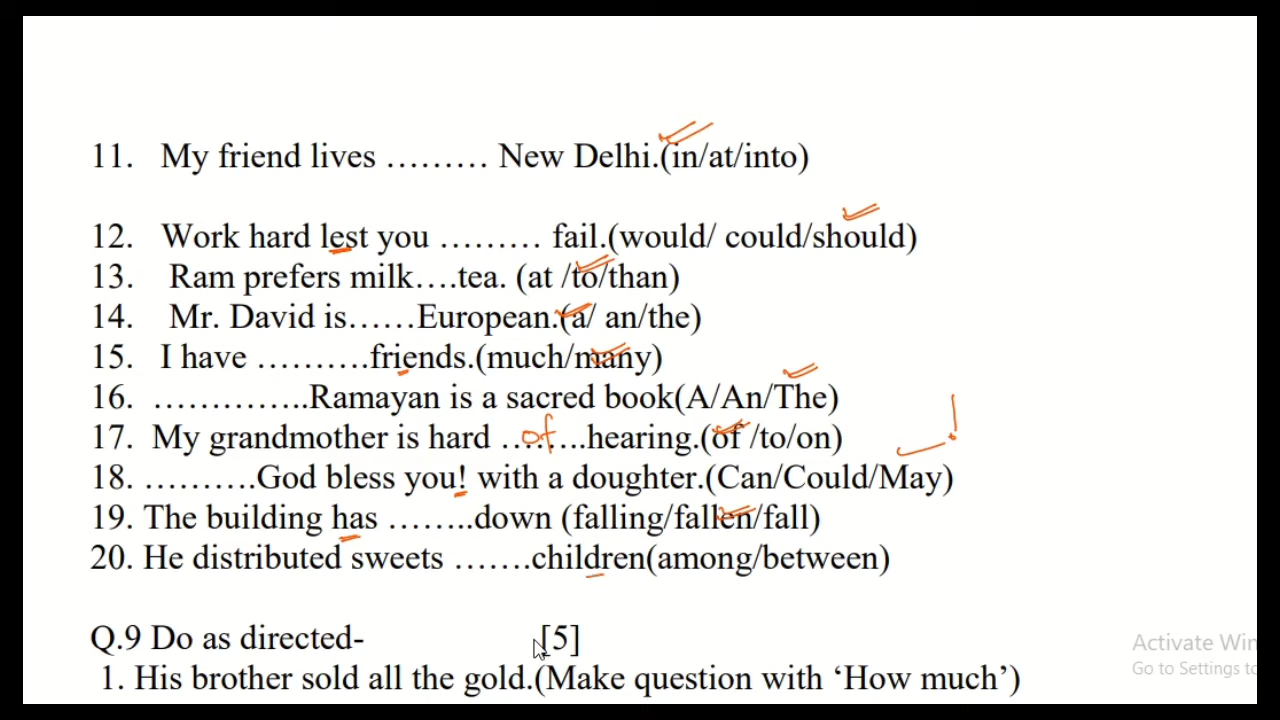 11. My friend lives ……… New Delhi.(in/at/into)
12. Work hard lest you ……… fail.(would/ could/should)
13. Ram prefers milk….tea. (at /to/than)
14. Mr. David is……European.(a/ an/the)
15. I have ……….friends.(much/many)
16. …………..Ramayan is a sacred book(A/An/The)
17. My grandmother is hard …of…..hearing.(of /to/on)
18. ……….God bless you! with a doughter.(Can/Could/May)
19. The building has ……..down (falling/fallen/fall)
20. He distributed sweets …….children(among/between)
Q.9 Do as directed- [5]
1. His brother sold all the gold.(Make question with ‘How much’)
Activate Win
Go to Settings to